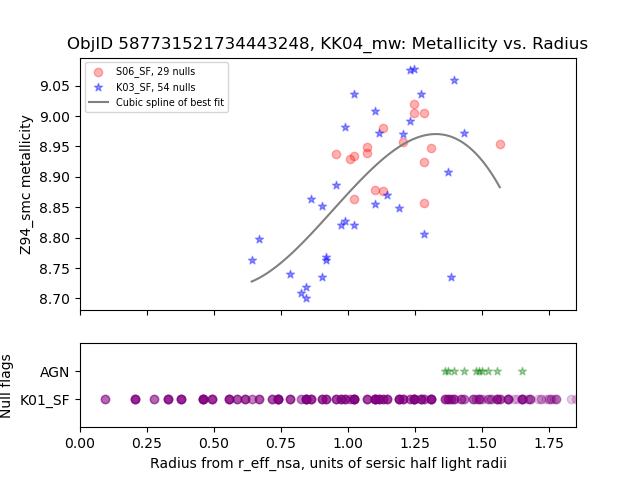 ObjID 587731521734443248, KK04_mw: Metallicity vs. Radius
S06_SF, 29 nulls
K03_SF, 54 nulls
Cubic spline of best fit
Z94_smc metallicity
9.05
9.00
8.95
8.90
8.85
8.80
8.75
8.70
Null flags
AGN
K01_SF
0.00 0.25 0.50 0.75 1.00 1.25 1.50 1.75
Radius from r_eff_nsa, units of sersic half light radii